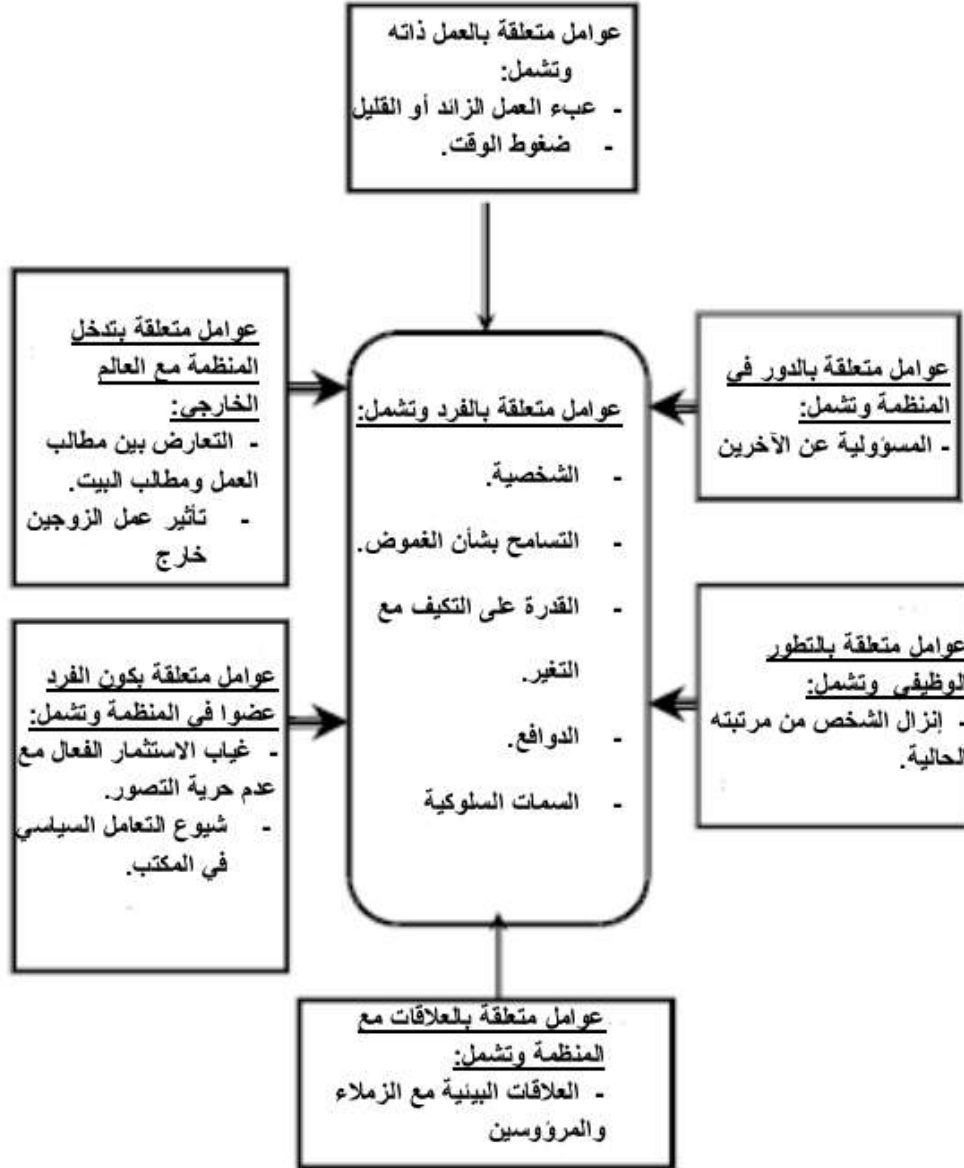 عوامل متعلقة بالعمل ذاته
وتشمل:
- عبء العمل الزائد أو القليل
- ضغوط الوقت.
عوامل متعلقة بالدور في
المنظمة وتشمل:
- المسؤولية عن الآخرين
عوامل متعلقة بتدخل
المنظمة مع العالم
الخارجي:
- التعارض بين مطالب
العمل ومطالب البيت.
- تأثير عمل الزوجين
خارج
عوامل متعلقة بالفرد وتشمل:
- الشخصية.
- التسامح بشأن الغموض.
- القدرة على التكيف مع
التغير.
- الدوافع.
- السمات السلوكية
عوامل متعلقة بالتطور
لوظيفي وتشمل:
- إنزال الشخص من مرتبته
لحالية.
عوامل متعلقة بكون الفرد
عضوا في المنظمة وتشمل:
- غياب الاستثمار الفعال مع
عدم حرية التصور.
- شيوع التعامل السياسي
في المكتب.
عوامل متعلقة بالعلاقات مع
المنظمة وتشمل:
- العلاقات البينية مع الزملاء
والمرؤوسين